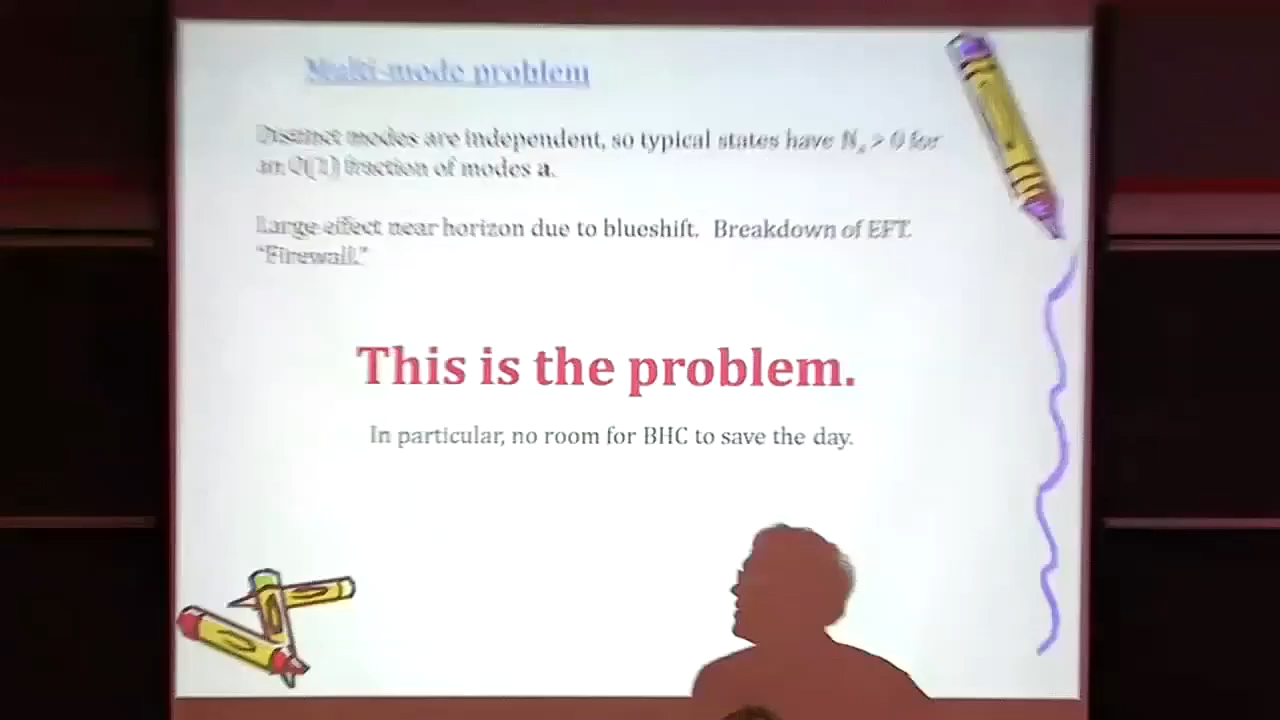 Multi-mode problem
Distinct modes are independent, so typical states have Nₐ > 0 for
an O(1) fraction of modes a.
Large effect near horizon due to blueshift. Breakdown of EFT.
“Firewall.”
This is the problem.
In particular, no room for BHC to save the day.